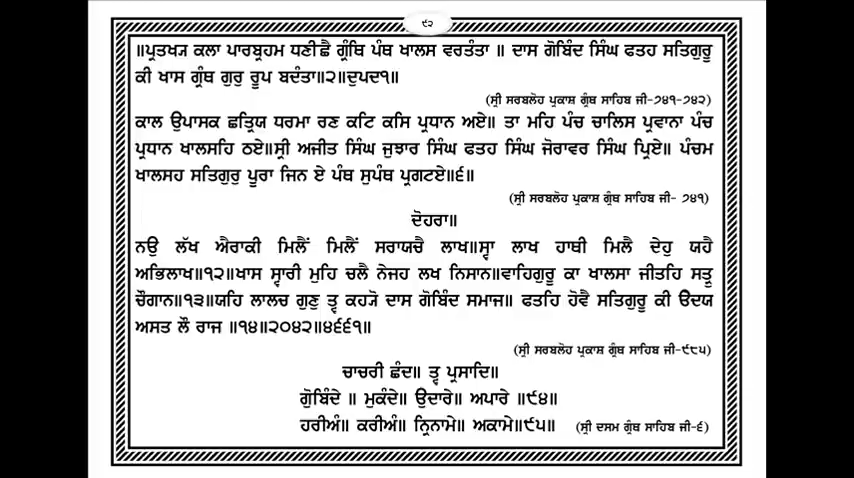 ੯੨
॥ਪ੍ਰਤਖ੍ਯ ਕਲਾ ਪਾਰਬ੍ਰਹਮ ਧਣੀਛੈ ਗ੍ਰੰਥਿ ਪੰਥ ਖਾਲਸ ਵਰਤੰਤਾ ॥ ਦਾਸ ਗੋਬਿੰਦ ਸਿੰਘ ਫਤਹ ਸਤਿਗੁਰੂ
ਕੀ ਖਾਸ ਗ੍ਰੰਥ ਗੁਰੁ ਰੂਪ ਬਦੰਤਾ॥੨॥ਦੁਪਦ੧॥
(ਸ੍ਰੀ ਸਰਬਲੋਹ ਪ੍ਰਕਾਸ਼ ਗ੍ਰੰਥ ਸਾਹਿਬ ਜੀ-੭੪੧-੭੪੨)
ਕਾਲ ਉਪਾਸਕ ਛਤ੍ਰਿਯ ਧਰਮਾ ਰਣ ਕਟਿ ਕਸਿ ਪ੍ਰਧਾਨ ਅਏ॥ ਤਾ ਮਹਿ ਪੰਚ ਚਾਲਿਸ ਪ੍ਰਵਾਨਾ ਪੰਚ
ਪ੍ਰਧਾਨ ਖਾਲਸਹਿ ਠਏ॥ਸ੍ਰੀ ਅਜੀਤ ਸਿੰਘ ਜੁਝਾਰ ਸਿੰਘ ਫਤਹ ਸਿੰਘ ਜੋਰਾਵਰ ਸਿੰਘ ਪ੍ਰਿਏ॥ ਪੰਚਮ
ਖਾਲਸਹ ਸਤਿਗੁਰੁ ਪੂਰਾ ਜਿਨ ਏ ਪੰਥ ਸੁਪੰਥ ਪ੍ਰਗਟਏ॥੬॥
(ਸ੍ਰੀ ਸਰਬਲੋਹ ਪ੍ਰਕਾਸ਼ ਗ੍ਰੰਥ ਸਾਹਿਬ ਜੀ- ੭੪੧)
ਦੋਹਰਾ॥
ਨਉ ਲੱਖ ਐਰਾਕੀ ਮਿਲੈਂ ਮਿਲੈਂ ਸਰਾਯਚੈ ਲਾਖ॥ਸ੍ਵਾ ਲਾਖ ਹਾਥੀ ਮਿਲੈ ਦੇਹੁ ਯਹੈ
ਅਭਿਲਾਖ॥੧੨॥ਖਾਸ ਸ੍ਵਾਰੀ ਮੁਹਿ ਚਲੈ ਨੇਜਹ ਲਖ ਨਿਸਾਨ॥ਵਾਹਿਗੁਰੂ ਕਾ ਖਾਲਸਾ ਜੀਤਹਿ ਸਤ੍ਰੁ
ਚੌਗਾਨ॥੧੩॥ਯਹਿ ਲਾਲਚ ਗੁਣੁ ਤ੍ਵ ਕਹ੍ਯੋ ਦਾਸ ਗੋਬਿੰਦ ਸਮਾਜ॥ ਫਤਹਿ ਹੋਵੈ ਸਤਿਗੁਰੂ ਕੀ ਉਦਯ
ਅਸਤ ਲੌ ਰਾਜ ॥੧੪॥੨੦੪੨॥੪੬੬੧॥
(ਸ੍ਰੀ ਸਰਬਲੋਹ ਪ੍ਰਕਾਸ਼ ਗ੍ਰੰਥ ਸਾਹਿਬ ਜੀ-੯੮੫)
ਚਾਚਰੀ ਛੰਦ॥ ਤ੍ਵ ਪ੍ਰਸਾਦਿ॥
ਗੁੋਬਿੰਦੇ ॥ ਮੁਕੰਦੇ॥ ਉਦਾਰੇ॥ ਅਪਾਰੇ ॥੯੪॥
ਹਰੀਅੰ॥ ਕਰੀਅੰ॥ ਨ੍ਰਿਨਾਮੇ॥ ਅਕਾਮੇ॥੯੫॥ (ਸ੍ਰੀ ਦਸਮ ਗ੍ਰੰਥ ਸਾਹਿਬ ਜੀ-੬)